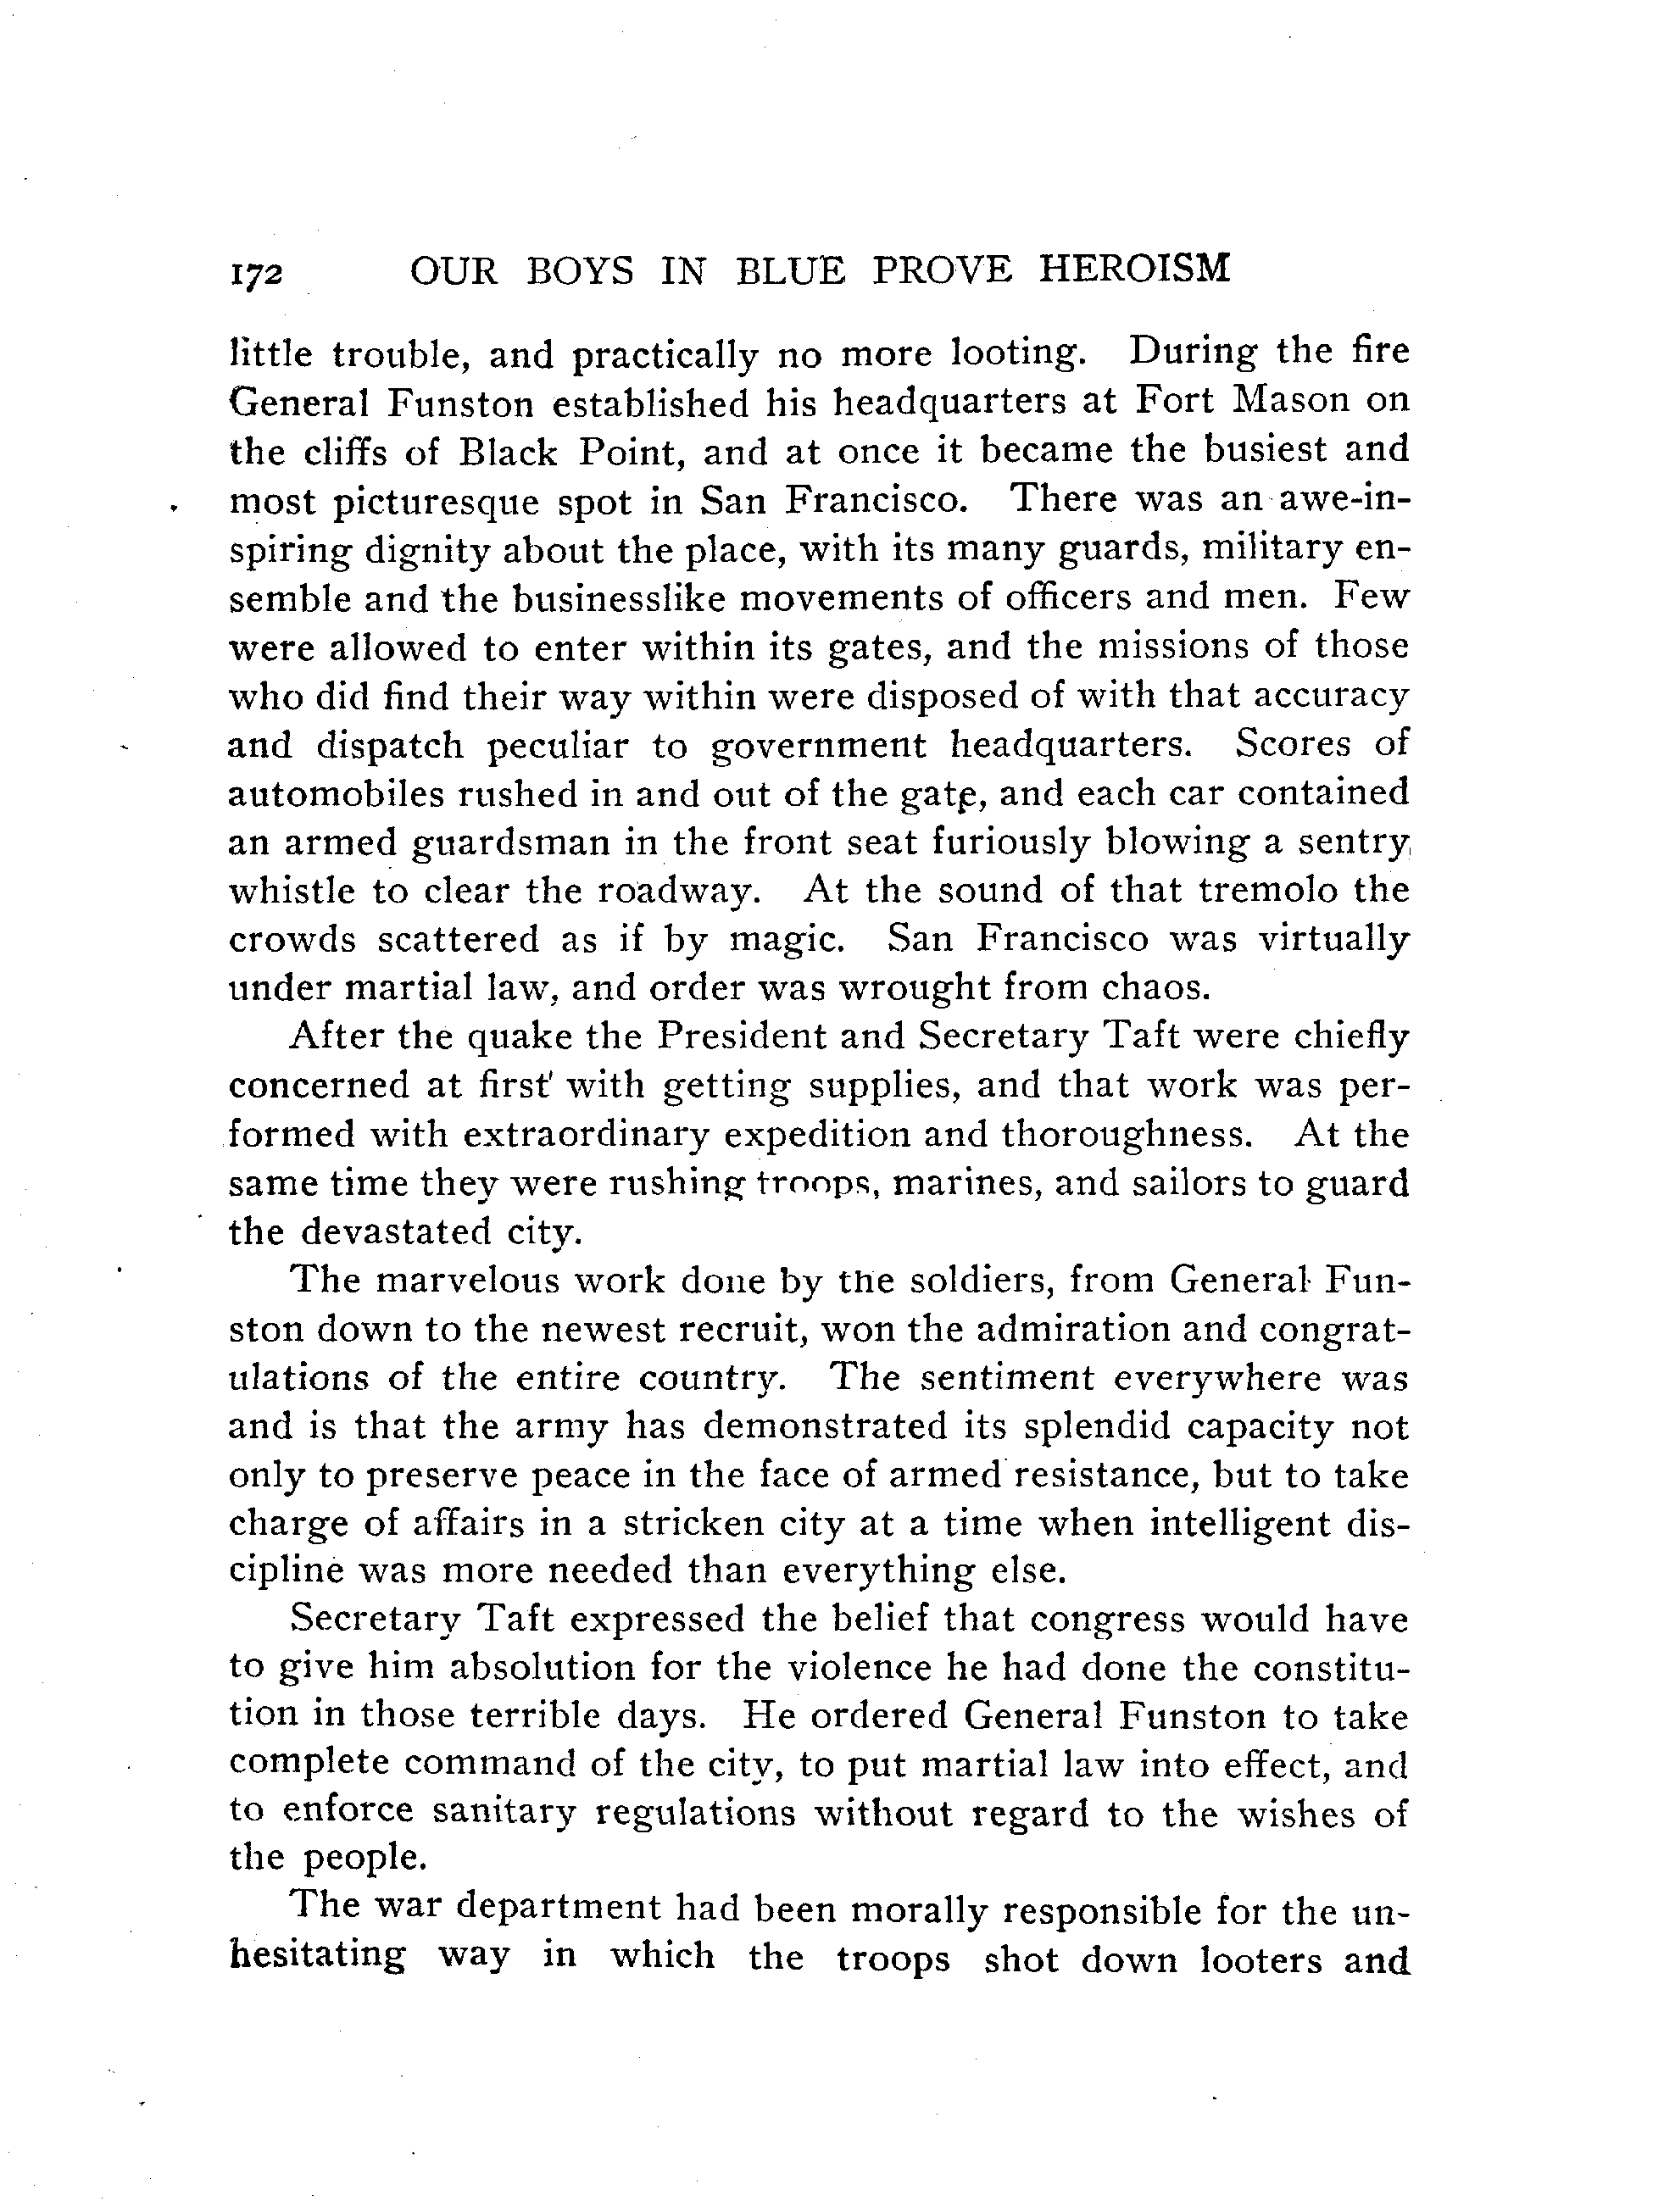 172 OUR BOYS IN BLUE PROVE HEROISM
little trouble, and practically no more looting. During the fire
General Funston established his headquarters at Fort Mason on
the cliffs of Black Point, and at once it became the busiest and
most picturesque spot in San Francisco. There was an awe-in-
spiring dignity about the place, with its many guards, military en-
semble and the businesslike movements of officers and men. Few
were allowed to enter within its gates, and the missions of those
who did find their way within were disposed of with that accuracy
and dispatch peculiar to government headquarters. Scores of
automobiles rushed in and out of the gate, and each car contained
an armed guardsman in the front seat furiously blowing a sentry
whistle to clear the roadway. At the sound of that tremolo the
crowds scattered as if by magic. San Francisco was virtually
under martial law, and order was wrought from chaos.
After the quake the President and Secretary Taft were chiefly
concerned at first with getting supplies, and that work was per-
formed with extraordinary expedition and thoroughness. At the
same time they were rushing troops, marines, and sailors to guard
the devastated city.
The marvelous work done by the soldiers, from General Fun-
ston down to the newest recruit, won the admiration and congrat-
ulations of the entire country. The sentiment everywhere was
and is that the army has demonstrated its splendid capacity not
only to preserve peace in the face of armed resistance, but to take
charge of affairs in a stricken city at a time when intelligent dis-
cipline was more needed than everything else.
Secretary Taft expressed the belief that congress would have
to give him absolution for the violence he had done the constitu-
tion in those terrible days. He ordered General Funston to take
complete command of the city, to put martial law into effect, and
to enforce sanitary regulations without regard to the wishes of
the people.
The war department had been morally responsible for the un-
hesitating way in which the troops shot down looters and